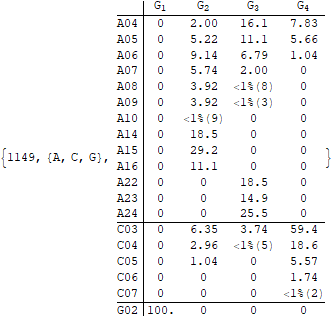 G1 G2 G3 G4
A04 0 2.00 16.1 7.83
A05 0 5.22 11.1 5.66
A06 0 9.14 6.79 1.04
A07 0 5.74 2.00 0
A08 0 3.92 <1%(8) 0
A09 0 3.92 <1%(3) 0
A10 0 <1%(9) 0 0
A14 0 18.5 0 0
{1149, {A, C, G}, A15 0 29.2 0 0 }
A16 0 11.1 0 0
A22 0 0 18.5 0
A23 0 0 14.9 0
A24 0 0 25.5 0
C03 0 6.35 3.74 59.4
C04 0 2.96 <1%(5) 18.6
C05 0 1.04 0 5.57
C06 0 0 0 1.74
C07 0 0 0 <1%(2)
G02 100. 0 0 0